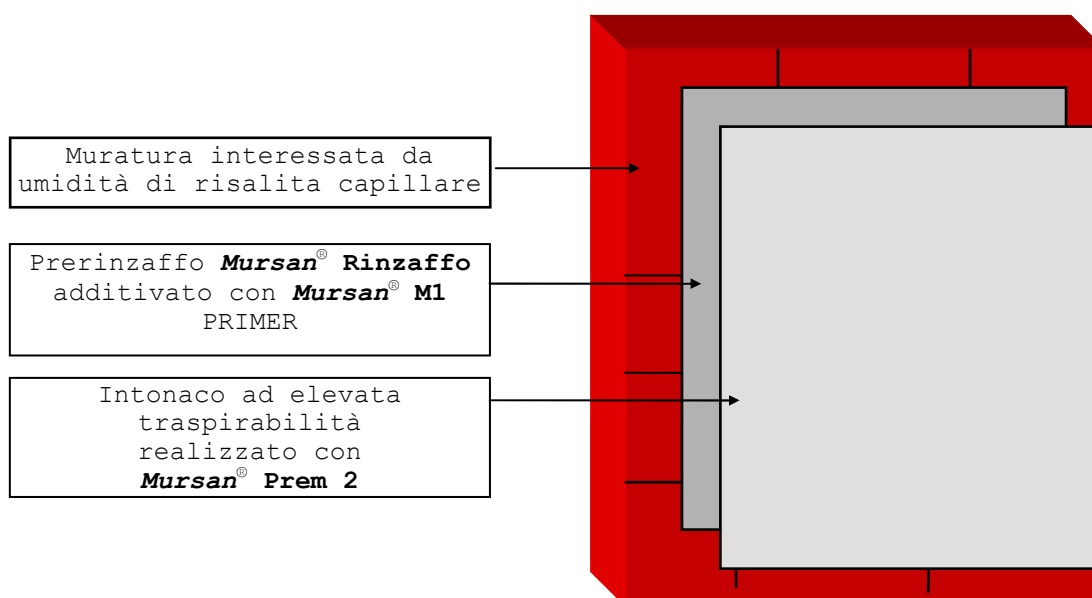 Muratura interessata da
umidità di risalita capillare
Prerinzaffo Mursan® Rinzaffo
additivato con Mursan® M1
PRIMER
Intonaco ad elevata
traspirabilità
realizzato con
Mursan® Prem 2